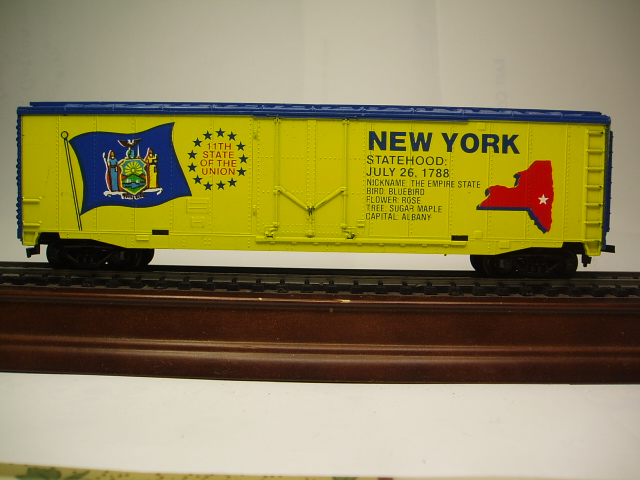 11TH
STATE
OF THE
UNION
NEW YORK
STATEHOOD:
JULY 26, 1788
NICKNAME: THE EMPIRE STATE
BIRD: BLUEBIRD
FLOWER: ROSE
TREE: SUGAR MAPLE
CAPITAL: ALBANY